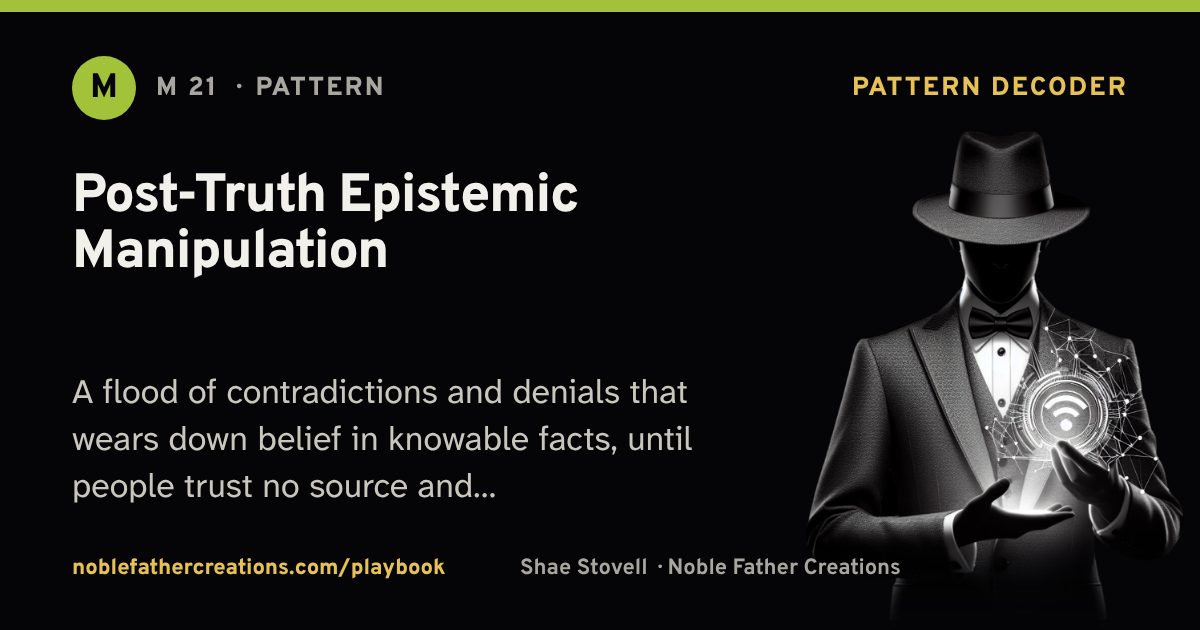 M
M 21 · PATTERN
PATTERN DECODER
Post-Truth Epistemic
Manipulation
A flood of contradictions and denials that
wears down belief in knowable facts, until
people trust no source and...
noblefathercreations.com/playbook
Shae Stovell · Noble Father Creations